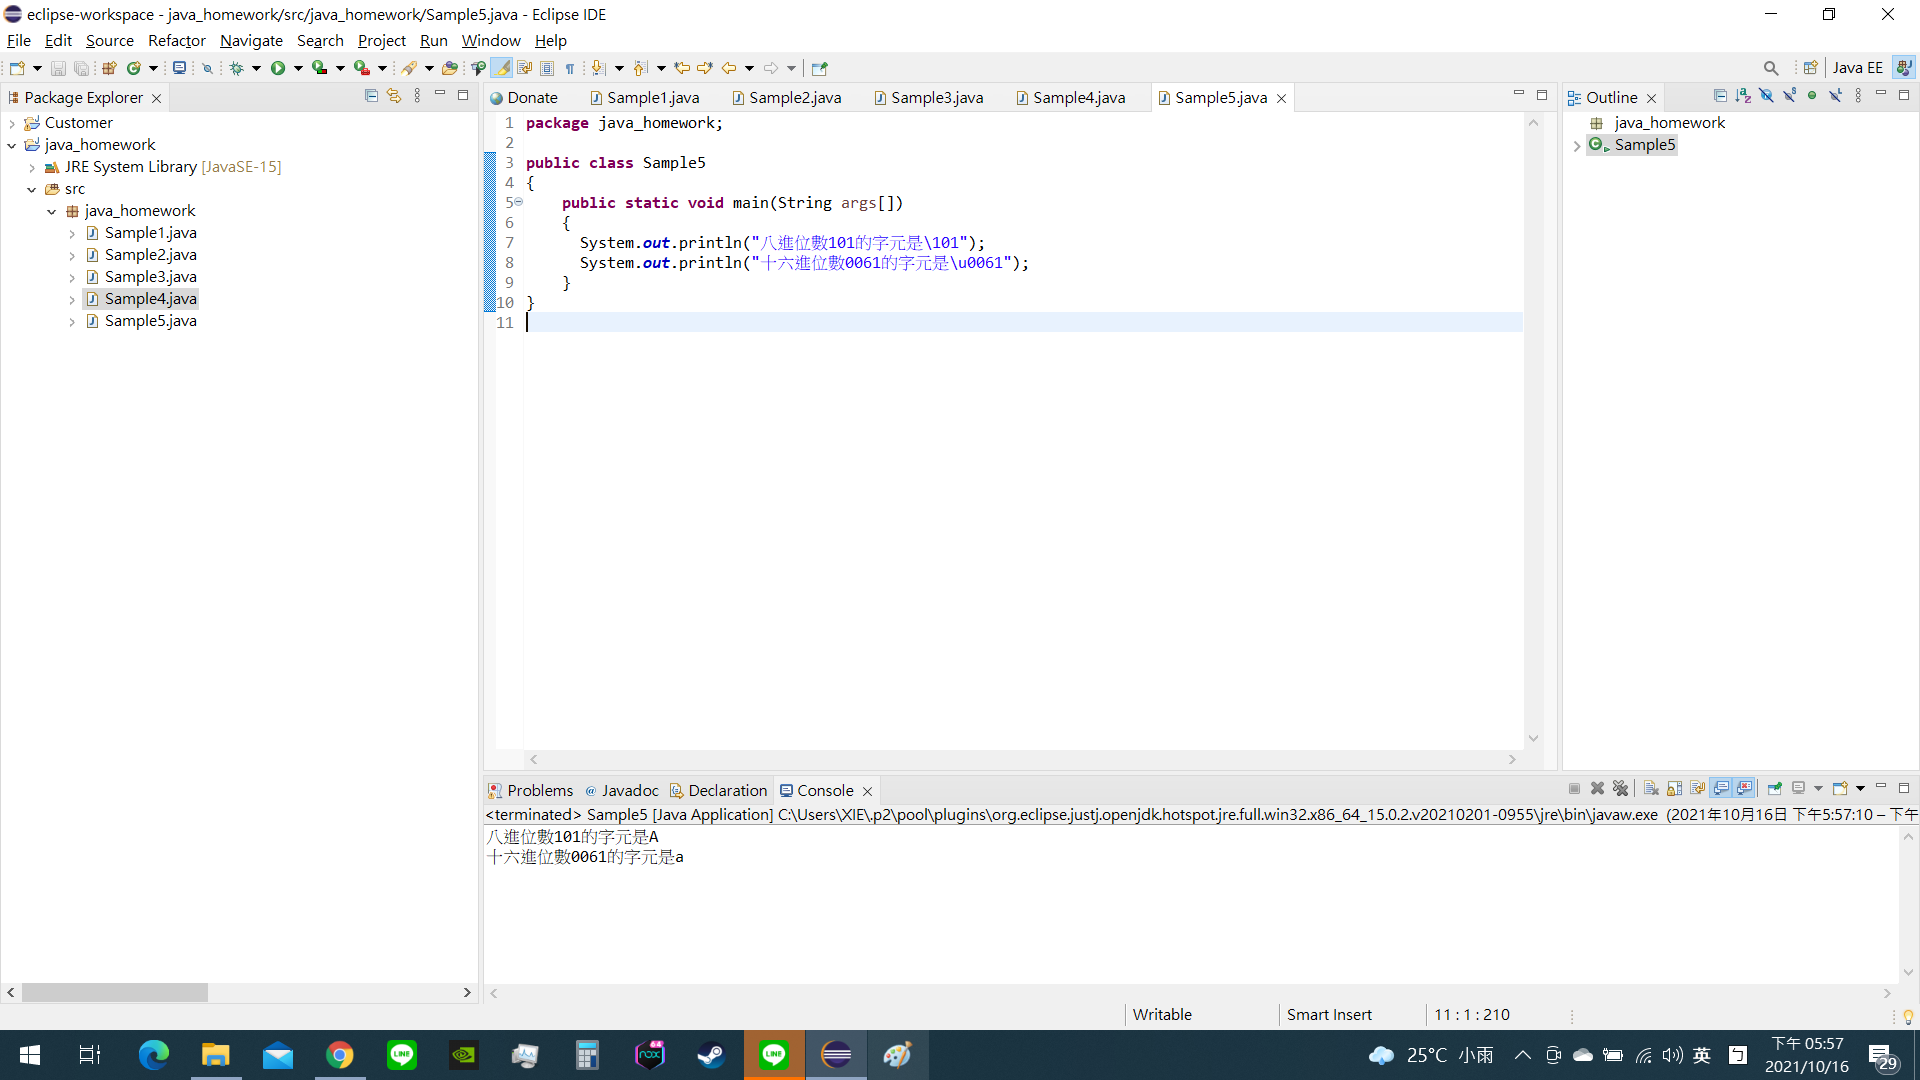 eclipse-workspace - java_homework/src/java_homework/Sample5.java - Eclipse IDE
File Edit Source Refactor Navigate Search Project Run Window Help
Java EE
Package Explorer
Customer
java_homework
JRE System Library [JavaSE-15]
src
java_homework
Sample1.java
Sample2.java
Sample3.java
Sample4.java
Sample5.java
Donate Sample1.java Sample2.java Sample3.java Sample4.java Sample5.java
1 package java_homework;
2
3 public class Sample5
4 {
5 public static void main(String args[])
6 {
7 System.out.println("八進位數101的字元是\101");
8 System.out.println("十六進位數0061的字元是\u0061");
9 }
10 }
11
Outline
java_homework
Sample5
Problems Javadoc Declaration Console
<terminated> Sample5 [Java Application] C:\Users\XIE\.p2\pool\plugins\org.eclipse.justj.openjdk.hotspot.jre.full.win32.x86_64_15.0.2.v20210201-0955\jre\bin\javaw.exe (2021年10月16日 下午5:57:10 – 下午
八進位數101的字元是A
十六進位數0061的字元是a
Writable Smart Insert 11 : 1 : 210
25°C 小雨 英 下午 05:57
2021/10/16
29